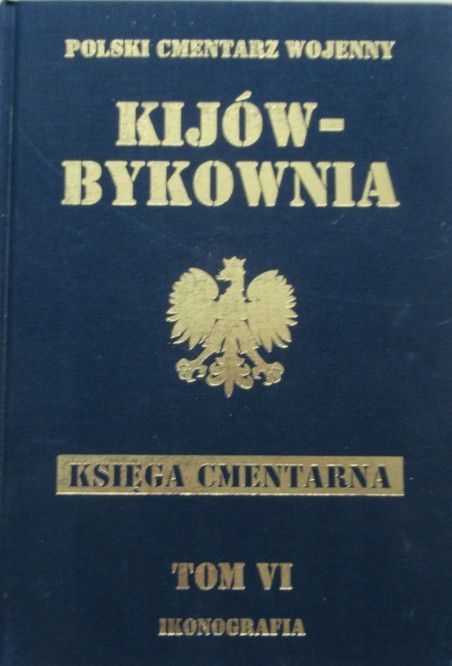 POLSKI CMENTARZ WOJENNY
KIJÓW-
BYKOWNIA
KSIĘGA CMENTARNA
TOM VI
IKONOGRAFIA